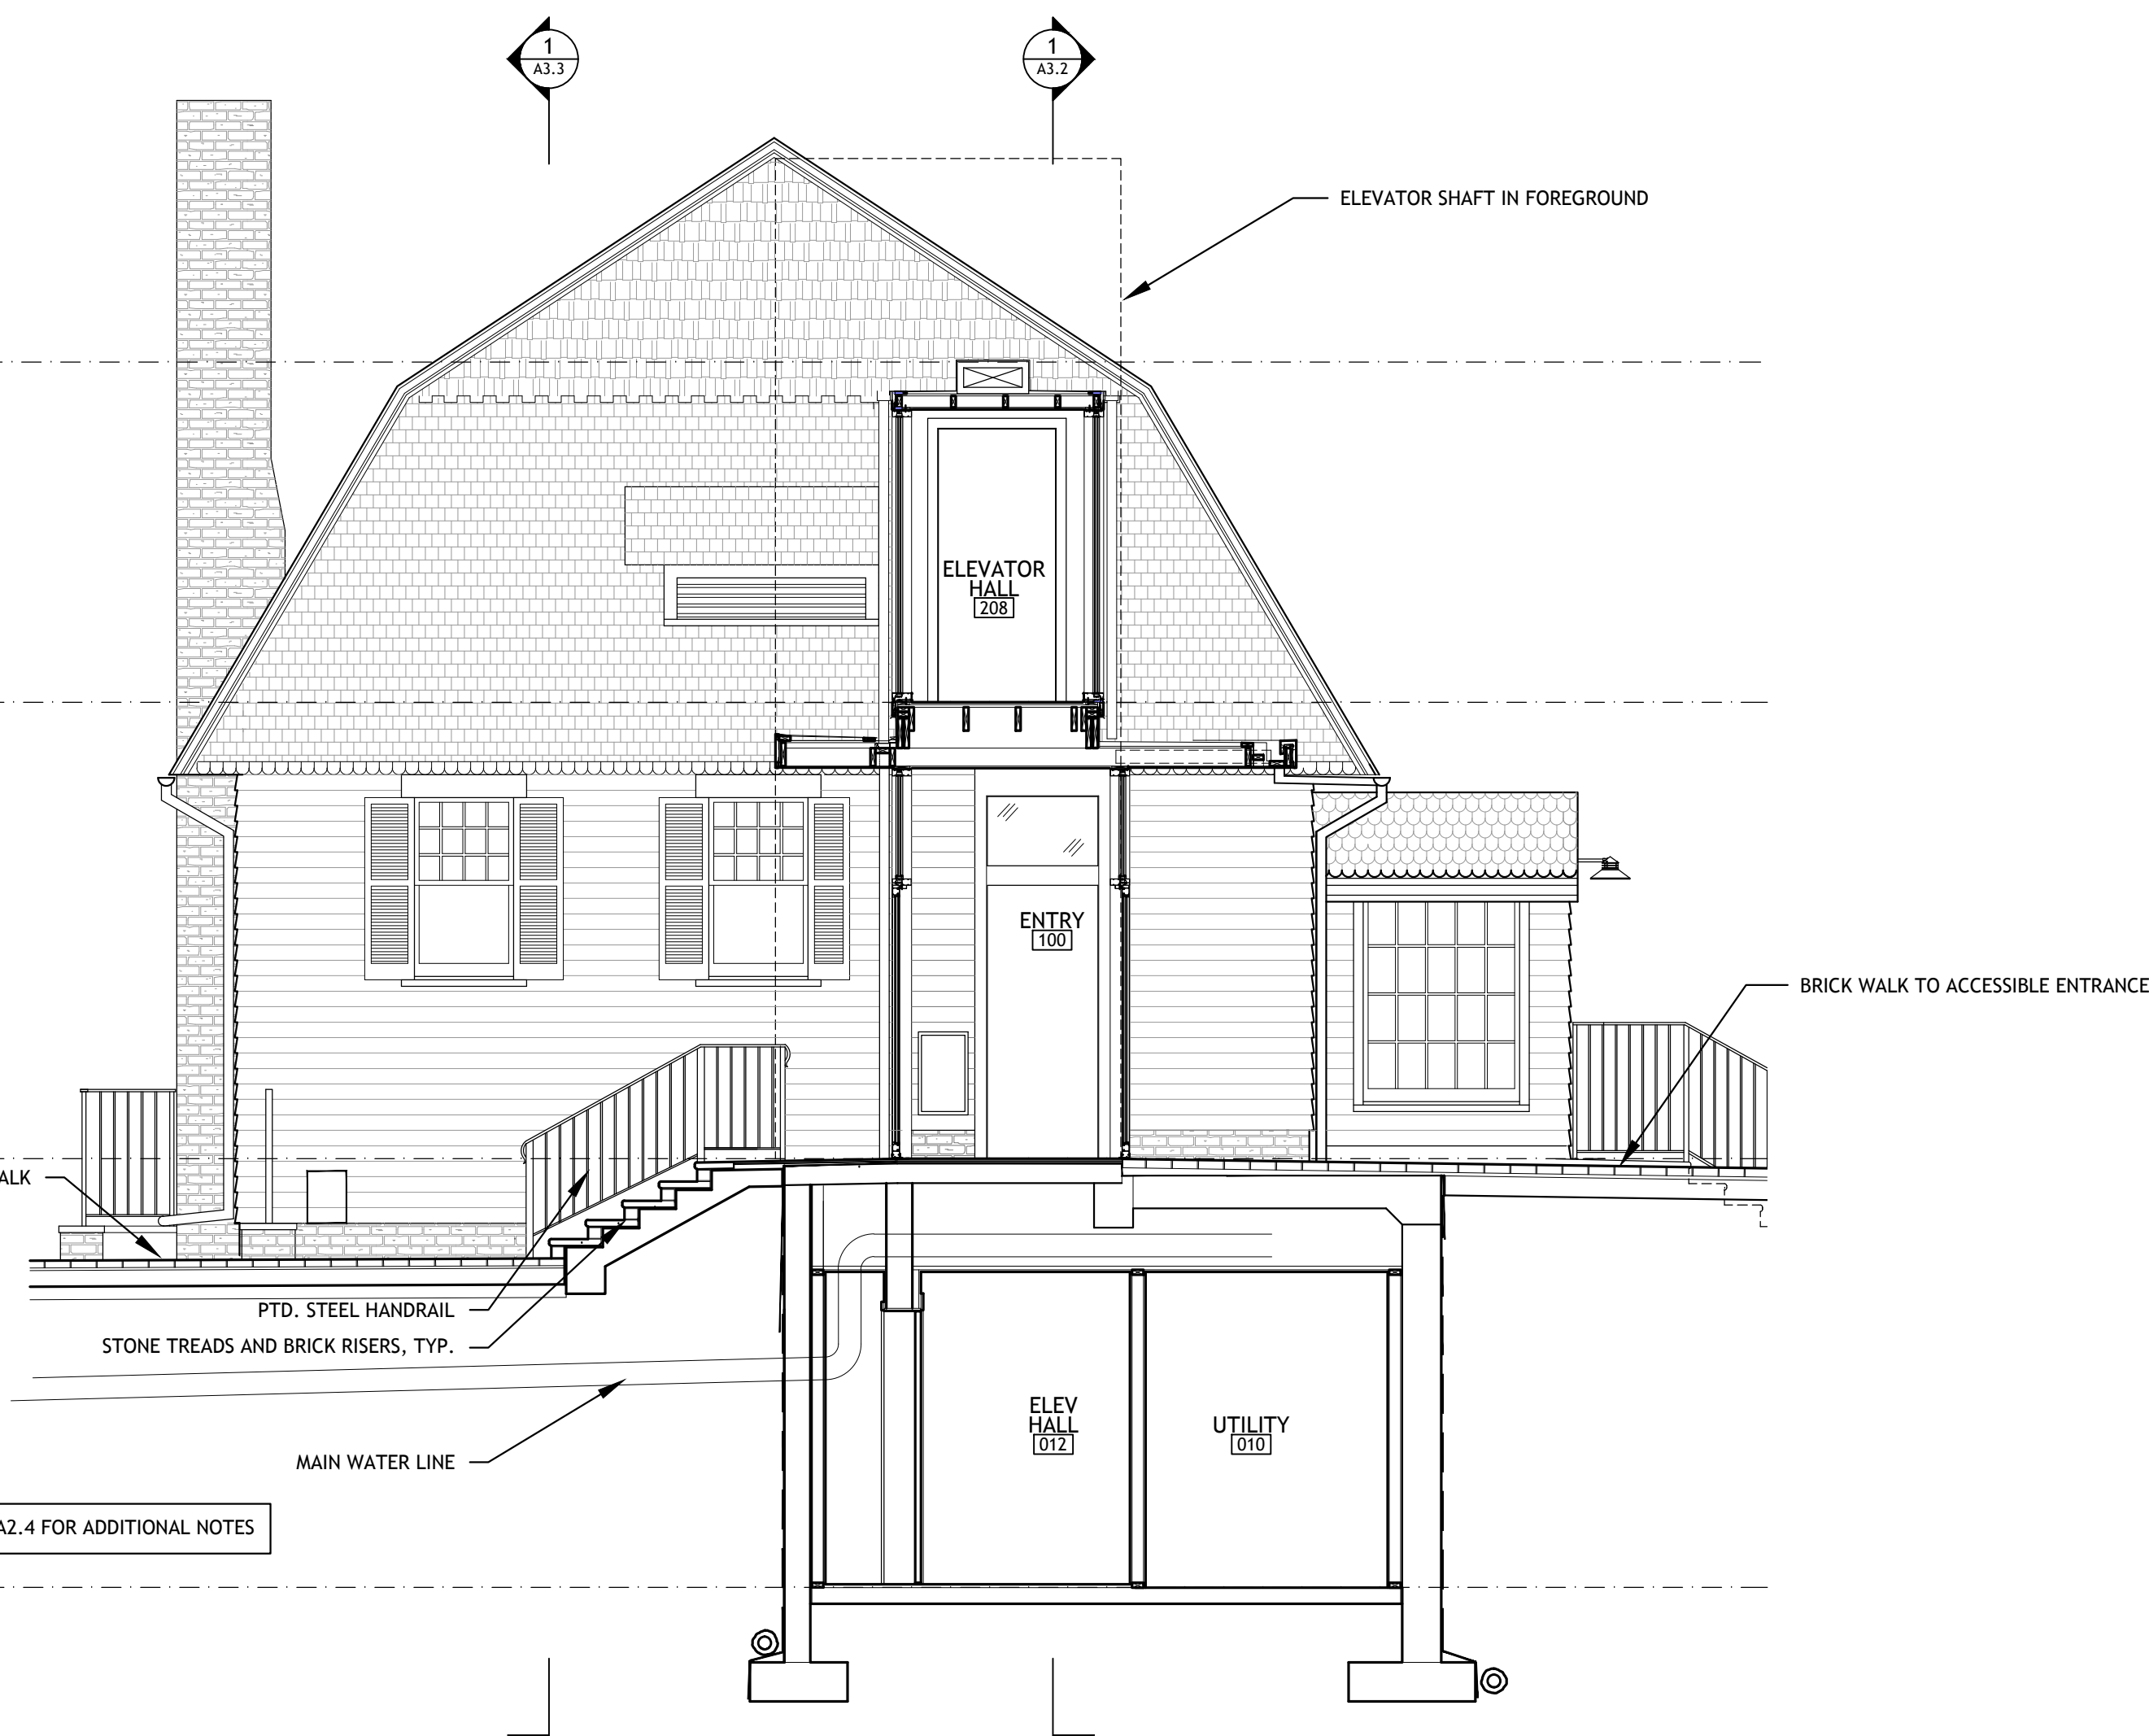 1
A3.3
1
A3.2
ELEVATOR SHAFT IN FOREGROUND
ELEVATOR
HALL
208
ENTRY
100
BRICK WALK TO ACCESSIBLE ENTRANCE
ALK
PTD. STEEL HANDRAIL
STONE TREADS AND BRICK RISERS, TYP.
MAIN WATER LINE
ELEV
HALL
012
UTILITY
010
A2.4 FOR ADDITIONAL NOTES